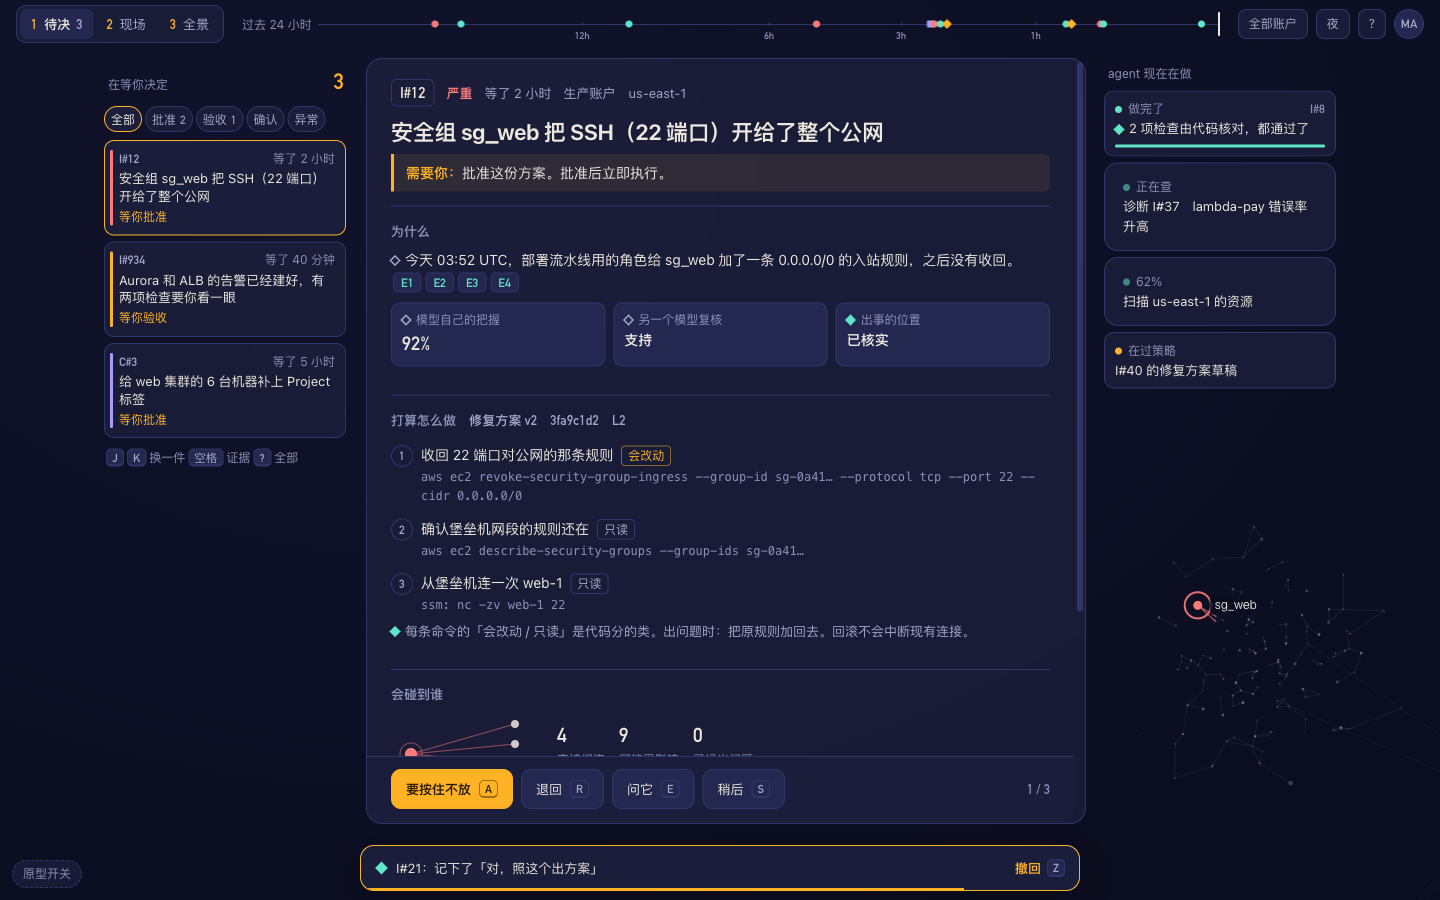 1 待决 3
2 现场
3 全景
过去 24 小时
12h
6h
3h
1h
全部账户
夜
?
MA
在等你决定
3
全部
批准 2
验收 1
确认
异常
I#12
等了 2 小时
安全组 sg_web 把 SSH（22 端口）
开给了整个公网
等你批准
I#934
等了 40 分钟
Aurora 和 ALB 的告警已经建好，有
两项检查要你看一眼
等你验收
C#3
等了 5 小时
给 web 集群的 6 台机器补上 Project
标签
等你批准
J K 换一件 空格 证据 ? 全部
I#12 严重 等了 2 小时 生产账户 us-east-1
安全组 sg_web 把 SSH（22 端口）开给了整个公网
需要你：批准这份方案。批准后立即执行。
为什么
今天 03:52 UTC，部署流水线用的角色给 sg_web 加了一条 0.0.0.0/0 的入站规则，之后没有收回。
E1 E2 E3 E4
模型自己的把握
92%
另一个模型复核
支持
出事的位置
已核实
打算怎么做 修复方案 v2 3fa9c1d2 L2
1 收回 22 端口对公网的那条规则 会改动
aws ec2 revoke-security-group-ingress --group-id sg-0a41… --protocol tcp --port 22 --
cidr 0.0.0.0/0
2 确认堡垒机网段的规则还在 只读
aws ec2 describe-security-groups --group-ids sg-0a41…
3 从堡垒机连一次 web-1 只读
ssm: nc -zv web-1 22
每条命令的「会改动 / 只读」是代码分的类。出问题时：把原规则加回去。回滚不会中断现有连接。
会碰到谁
4
9
0
要按住不放 A
退回 R
问它 E
稍后 S
1 / 3
I#21：记下了「对，照这个出方案」
撤回 Z
agent 现在在做
做完了
I#8
2 项检查由代码核对，都通过了
正在查
诊断 I#37 lambda-pay 错误率
升高
62%
扫描 us-east-1 的资源
在过策略
I#40 的修复方案草稿
sg_web
原型开关